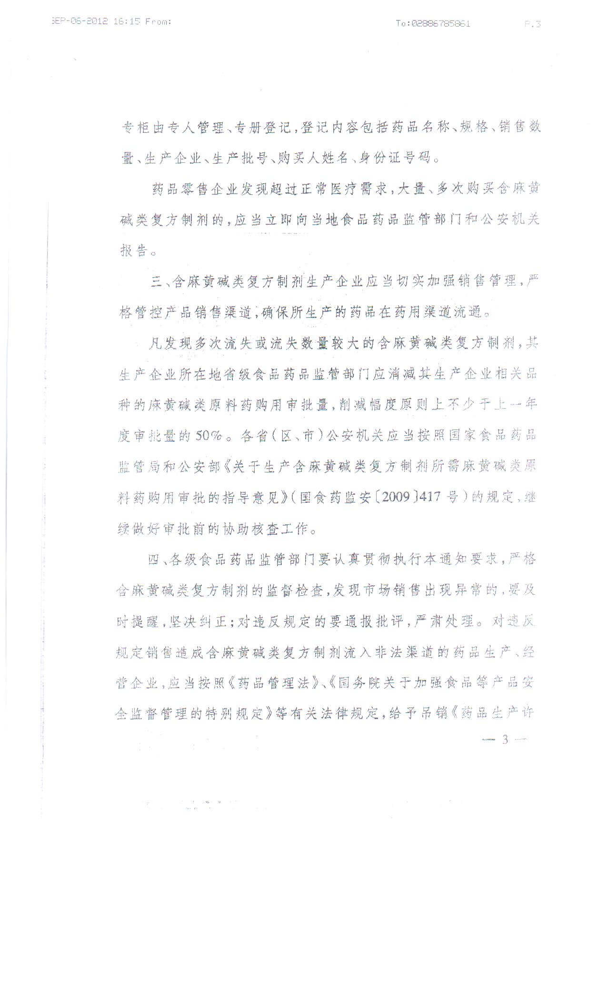 SEP-06-2012 16:15 From: To:02886785861 P.3
专柜由专人管理、专册登记,登记内容包括药品名称、规格、销售数
量、生产企业、生产批号、购买人姓名、身份证号码。
药品零售企业发现超过正常医疗需求,大量、多次购买含麻黄
碱类复方制剂的,应当立即向当地食品药品监管部门和公安机关
报告。
三、含麻黄碱类复方制剂生产企业应当切实加强销售管理,严
格管控产品销售渠道,确保所生产的药品在药用渠道流通。
凡发现多次流失或流失数量较大的含麻黄碱类复方制剂,其
生产企业所在地省级食品药品监管部门应消减其生产企业相关品
种的麻黄碱类原料药购用审批量,削减幅度原则上不少于上一年
度审批量的50%。各省(区、市)公安机关应当按照国家食品药品
监管局和公安部《关于生产含麻黄碱类复方制剂所需麻黄碱类原
料药购用审批的指导意见》(国食药监安〔2009〕417号)的规定,继
续做好审批前的协助核查工作。
四、各级食品药品监管部门要认真贯彻执行本通知要求,严格
含麻黄碱类复方制剂的监督检查,发现市场销售出现异常的,要及
时提醒,坚决纠正;对违反规定的要通报批评,严肃处理。对违反
规定销售造成含麻黄碱类复方制剂流入非法渠道的药品生产、经
营企业,应当按照《药品管理法》、《国务院关于加强食品等产品安
全监督管理的特别规定》等有关法律规定,给予吊销《药品生产许
— 3 —